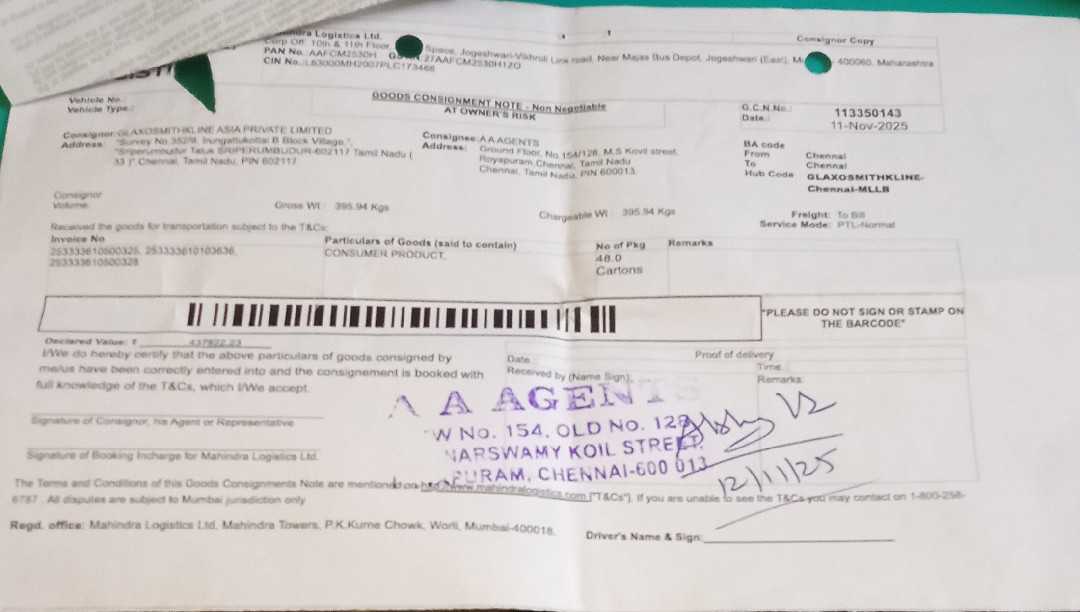 Mahindra Logistics Ltd.
Corp Off: 10th & 11th Floor, Space, Jogeshwari-Vikhroli Link road, Near Majas Bus Depot, Jogeshwari (East), 400060, Maharashtra
Consignor Copy
PAN No. AAFCM2530H 27AAFCM2530H1ZO
CIN No. L63000MH2007PLC173466
Vehicle No.
Vehicle Type:
GOODS CONSIGNMENT NOTE - Non Negotiable
AT OWNER'S RISK
G.C.N.No.: 113350143
Date.: 11-Nov-2025
Consignor: GLAXOSMITHKLINE ASIA PRIVATE LIMITED
Address: "Survey No.352/9, Irungattukottai B Block Village,",
"Sriperumbudur Taluk SRIPERUMBUDUR-602117 Tamil Nadu (
33 )", Chennai, Tamil Nadu, PIN 602117
Consignee: A A AGENTS
Address: Ground Floor, No.154/128, M.S Kovil street,
Royapuram,Chennai, Tamil Nadu
Chennai, Tamil Nadu, PIN 600013
BA code
From Chennai
To Chennai
Hub Code GLAXOSMITHKLINE-
Chennai-MLLB
Consignor
Volume:
Gross Wt : 395.94 Kgs
Chargeable Wt : 395.94 Kgs
Freight: To Bill
Service Mode: PTL-Normal
Received the goods for transportation subject to the T&Cs:
Invoice No
253333610500325, 253333610103636,
253333610500328
Particulars of Goods (said to contain)
CONSUMER PRODUCT,
No of Pkg
48.0
Cartons
Remarks
"PLEASE DO NOT SIGN OR STAMP ON
THE BARCODE"
Declared Value: ₹ 437822.23
I/We do hereby certify that the above particulars of goods consigned by
me/us have been correctly entered into and the consignement is booked with
full knowledge of the T&Cs, which I/We accept.
Proof of delivery
Date :
Time :
Received by (Name Sign):
Remarks:
A A AGENTS
W No. 154, OLD No. 128
NARSWAMY KOIL STREET,
PURAM, CHENNAI-600 013
12/11/25
Signature of Consignor, his Agent or Representative
Signature of Booking Incharge for Mahindra Logistics Ltd.
The Terms and Conditions of this Goods Consignments Note are mentioned on www.mahindralogistics.com ("T&Cs"). If you are unable to see the T&Cs you may contact on 1-800-258-
6787 . All disputes are subject to Mumbai jurisdiction only
Regd. office: Mahindra Logistics Ltd, Mahindra Towers, P.K.Kurne Chowk, Worli, Mumbai-400018.
Driver's Name & Sign: